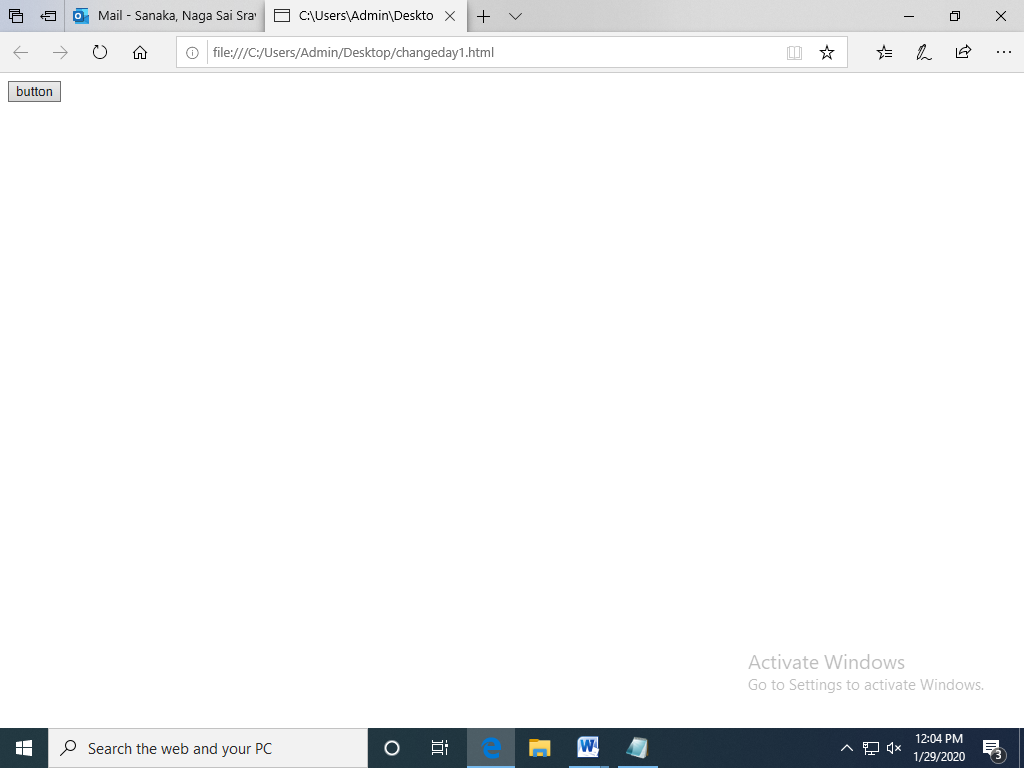 Mail - Sanaka, Naga Sai Sra
C:\Users\Admin\Deskto
file:///C:/Users/Admin/Desktop/changeday1.html
button
Activate Windows
Go to Settings to activate Windows.
Search the web and your PC
12:04 PM
1/29/2020
3